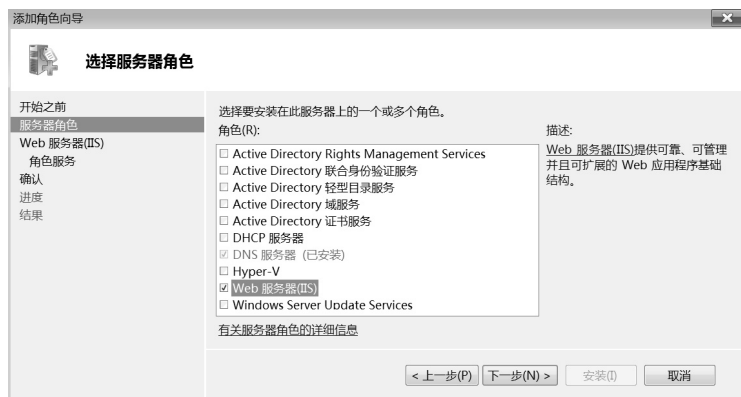 添加角色向导
选择服务器角色
开始之前
服务器角色
Web 服务器(IIS)
角色服务
确认
进度
结果
选择要安装在此服务器上的一个或多个角色。
角色(R):
Active Directory Rights Management Services
Active Directory 联合身份验证服务
Active Directory 轻型目录服务
Active Directory 域服务
Active Directory 证书服务
DHCP 服务器
DNS 服务器 (已安装)
Hyper-V
Web 服务器(IIS)
Windows Server Update Services
有关服务器角色的详细信息
描述:
Web 服务器(IIS)提供可靠、可管理
并且可扩展的 Web 应用程序基础
结构。
< 上一步(P) 下一步(N) > 安装(I) 取消